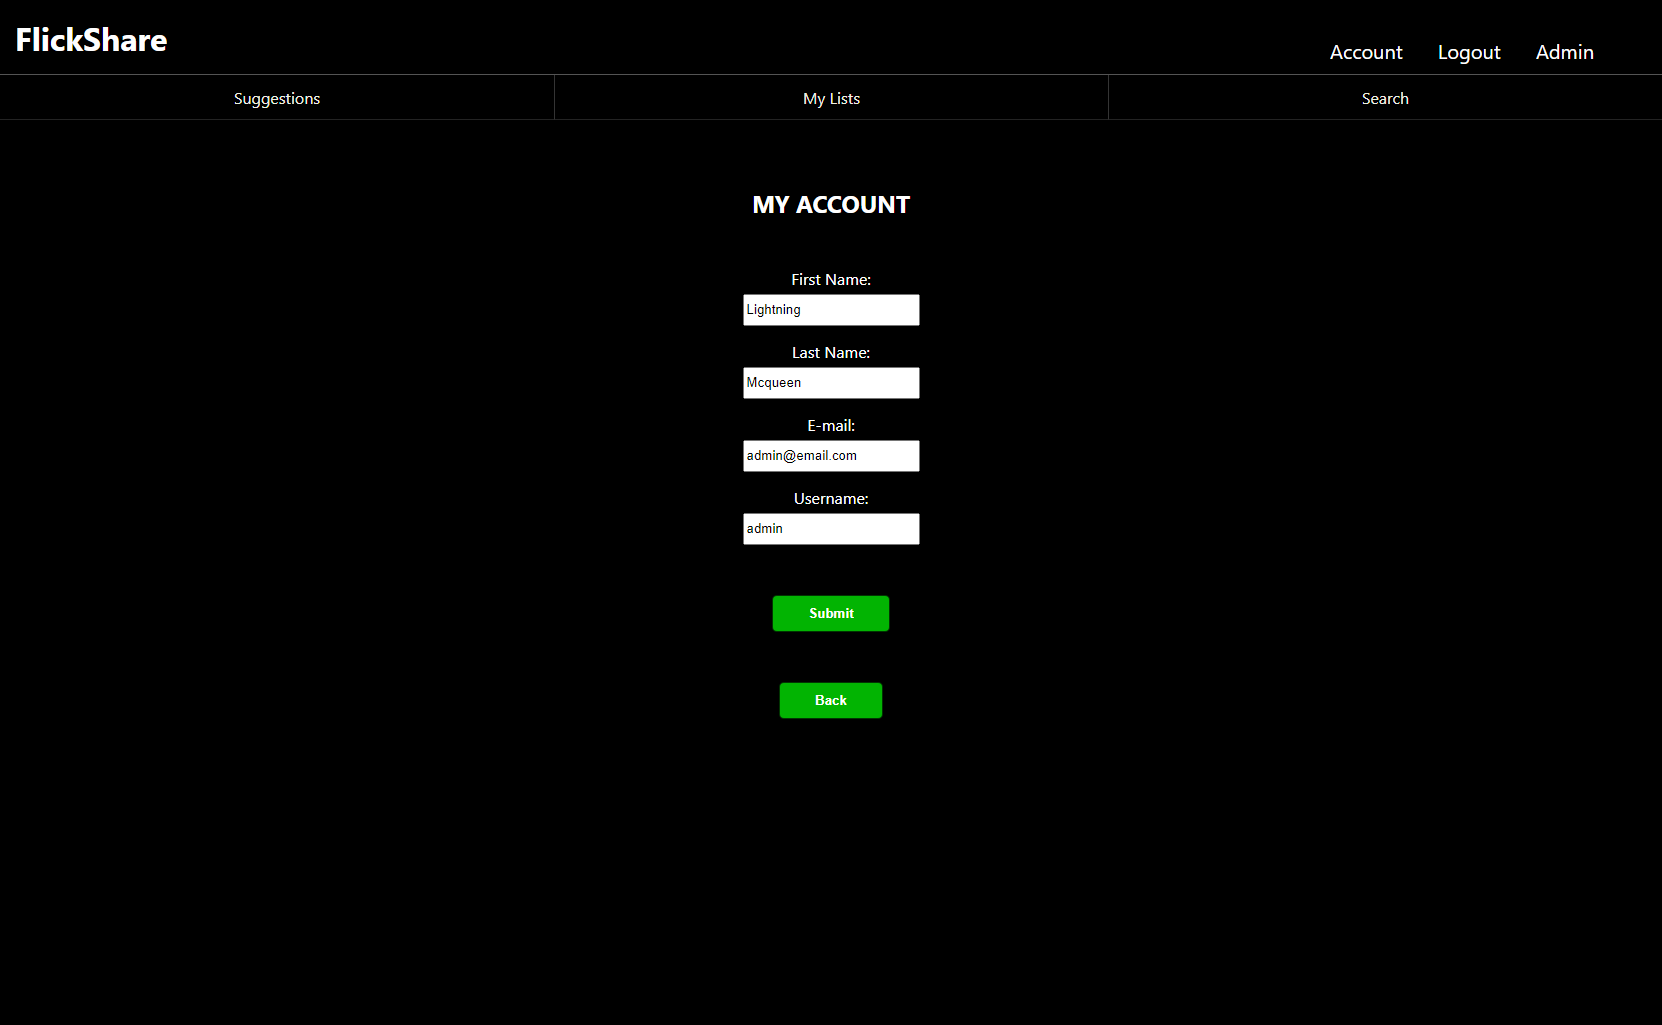 FlickShare
Account Logout Admin
Suggestions My Lists Search
MY ACCOUNT
First Name:
Lightning
Last Name:
Mcqueen
E-mail:
admin@email.com
Username:
admin
Submit
Back